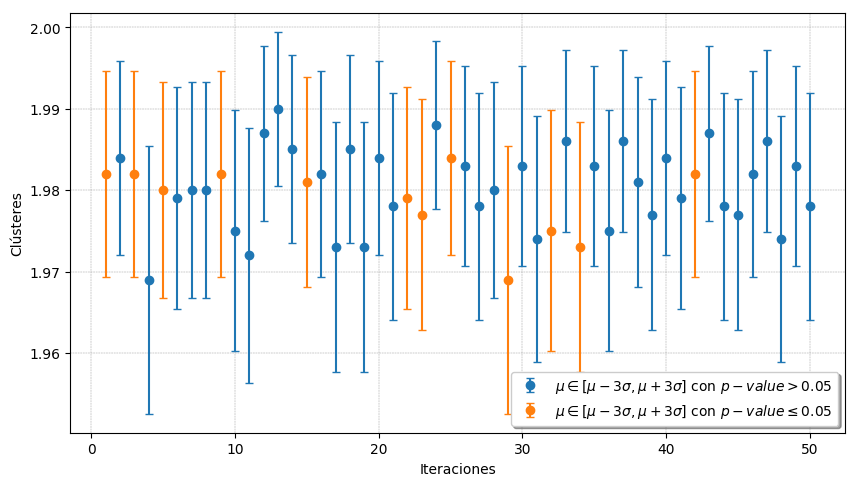 2.00
1.99
1.98
1.97
1.96
Clústeres
0 10 20 30 40 50
Iteraciones
μ ∈ [μ − 3σ, μ + 3σ] con p − value > 0.05
μ ∈ [μ − 3σ, μ + 3σ] con p − value ≤ 0.05